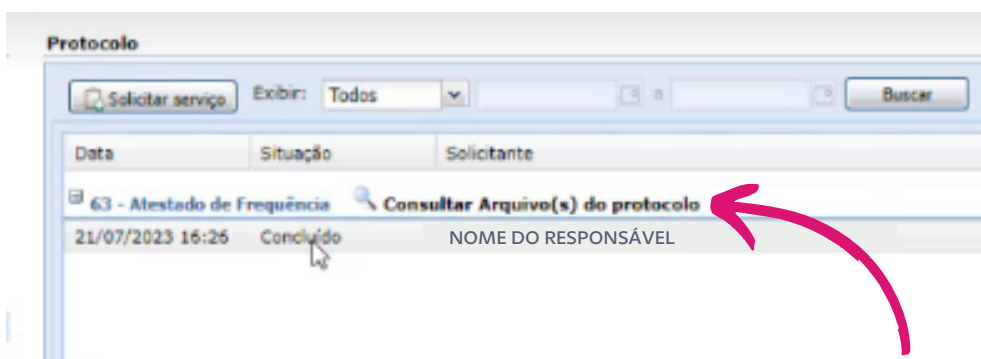 Protocolo
Solicitar serviço Exibir: Todos a Buscar
Data Situação Solicitante
63 - Atestado de Frequência Consultar Arquivo(s) do protocolo
21/07/2023 16:26 Concluído NOME DO RESPONSÁVEL